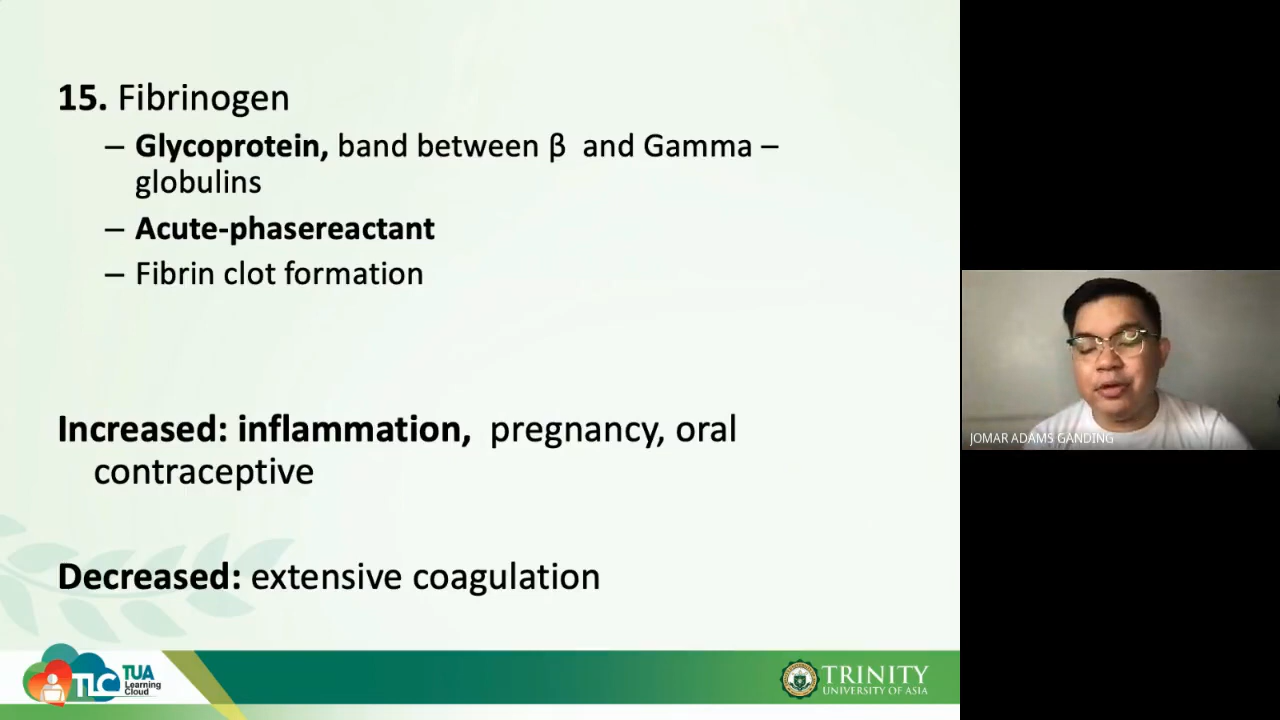 15. Fibrinogen
– Glycoprotein, band between β and Gamma –
globulins
– Acute-phasereactant
– Fibrin clot formation
Increased: inflammation, pregnancy, oral
contraceptive
Decreased: extensive coagulation
JOMAR ADAMS GANDING
TLC TUA
Learning
Cloud
TRINITY
UNIVERSITY OF ASIA